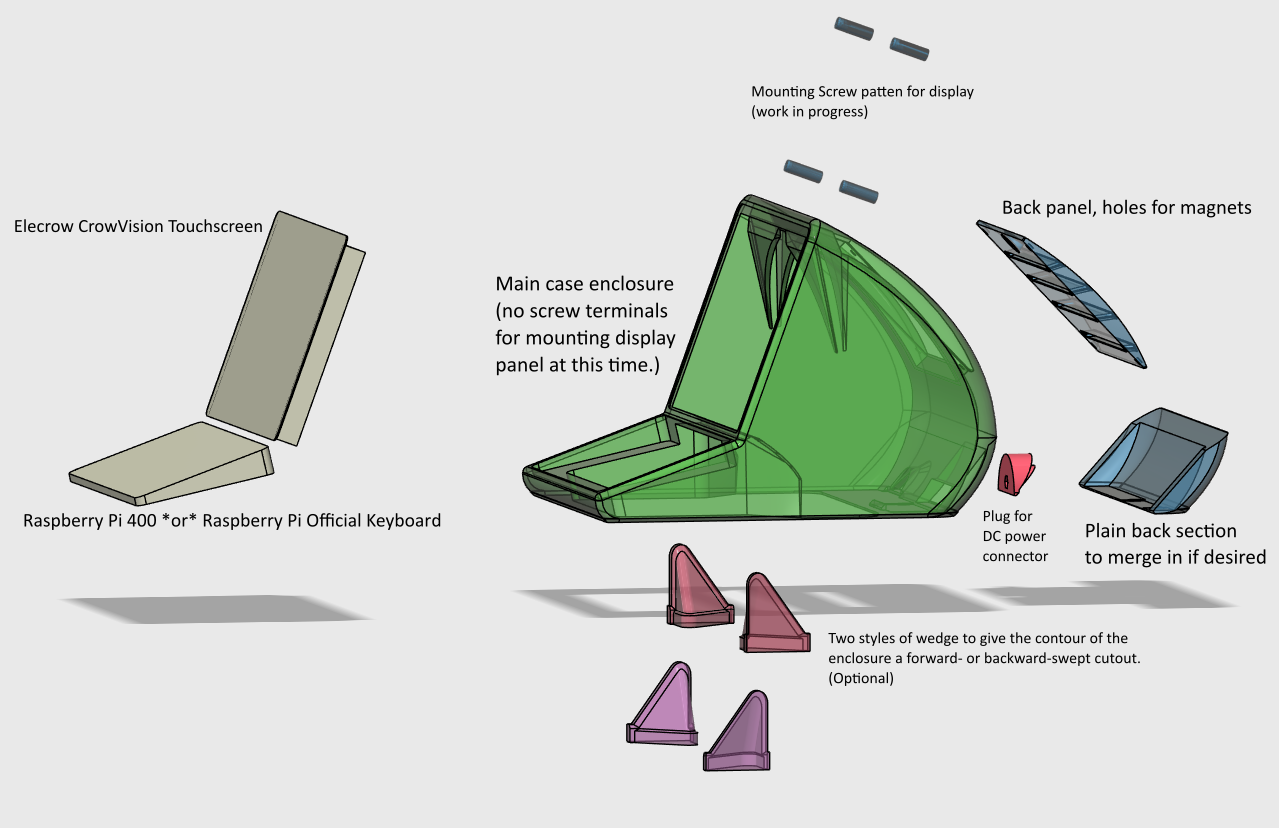 Mounting Screw patten for display
(work in progress)
Back panel, holes for magnets
Elecrow CrowVision Touchscreen
Main case enclosure
(no screw terminals
for mounting display
panel at this time.)
Raspberry Pi 400 *or* Raspberry Pi Official Keyboard
Plug for
DC power
connector
Plain back section
to merge in if desired
Two styles of wedge to give the contour of the
enclosure a forward- or backward-swept cutout.
(Optional)